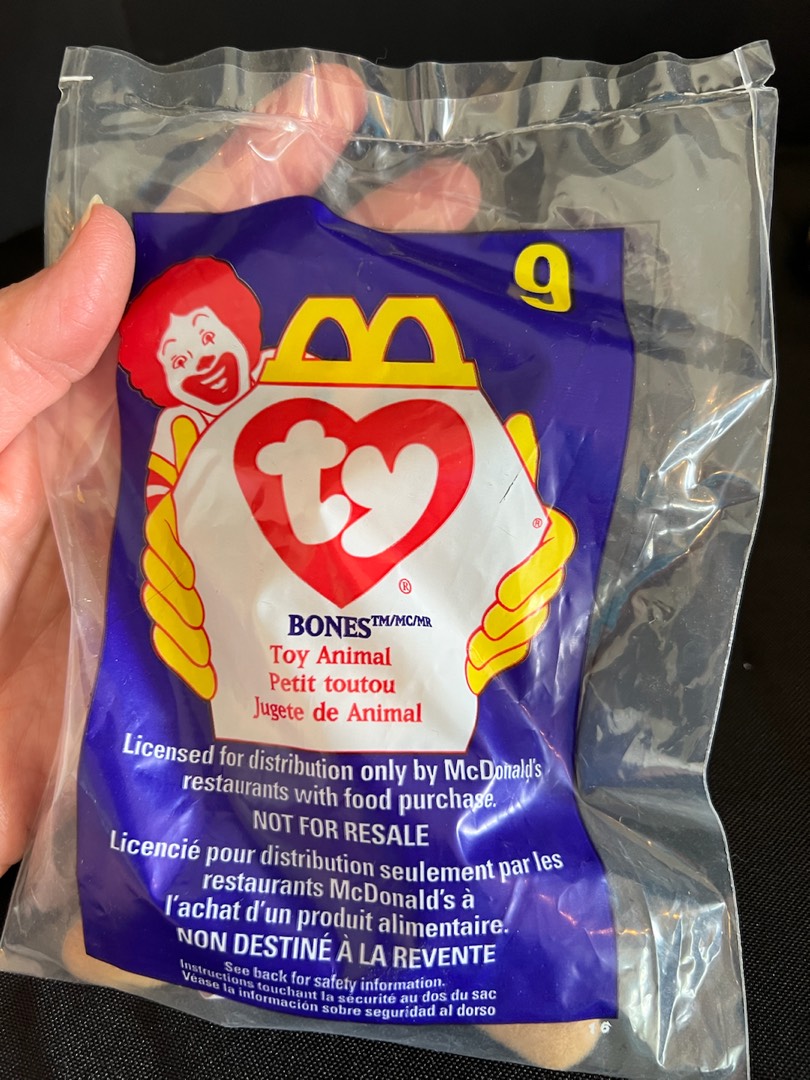 9
ty
®
®
BONES™/MC/MR
Toy Animal
Petit toutou
Jugete de Animal
Licensed for distribution only by McDonald's
restaurants with food purchase.
NOT FOR RESALE
Licencié pour distribution seulement par les
restaurants McDonald's à
l'achat d'un produit alimentaire.
NON DESTINÉ À LA REVENTE
See back for safety information.
Instructions touchant la sécurité au dos du sac
Véase la información sobre seguridad al dorso
16